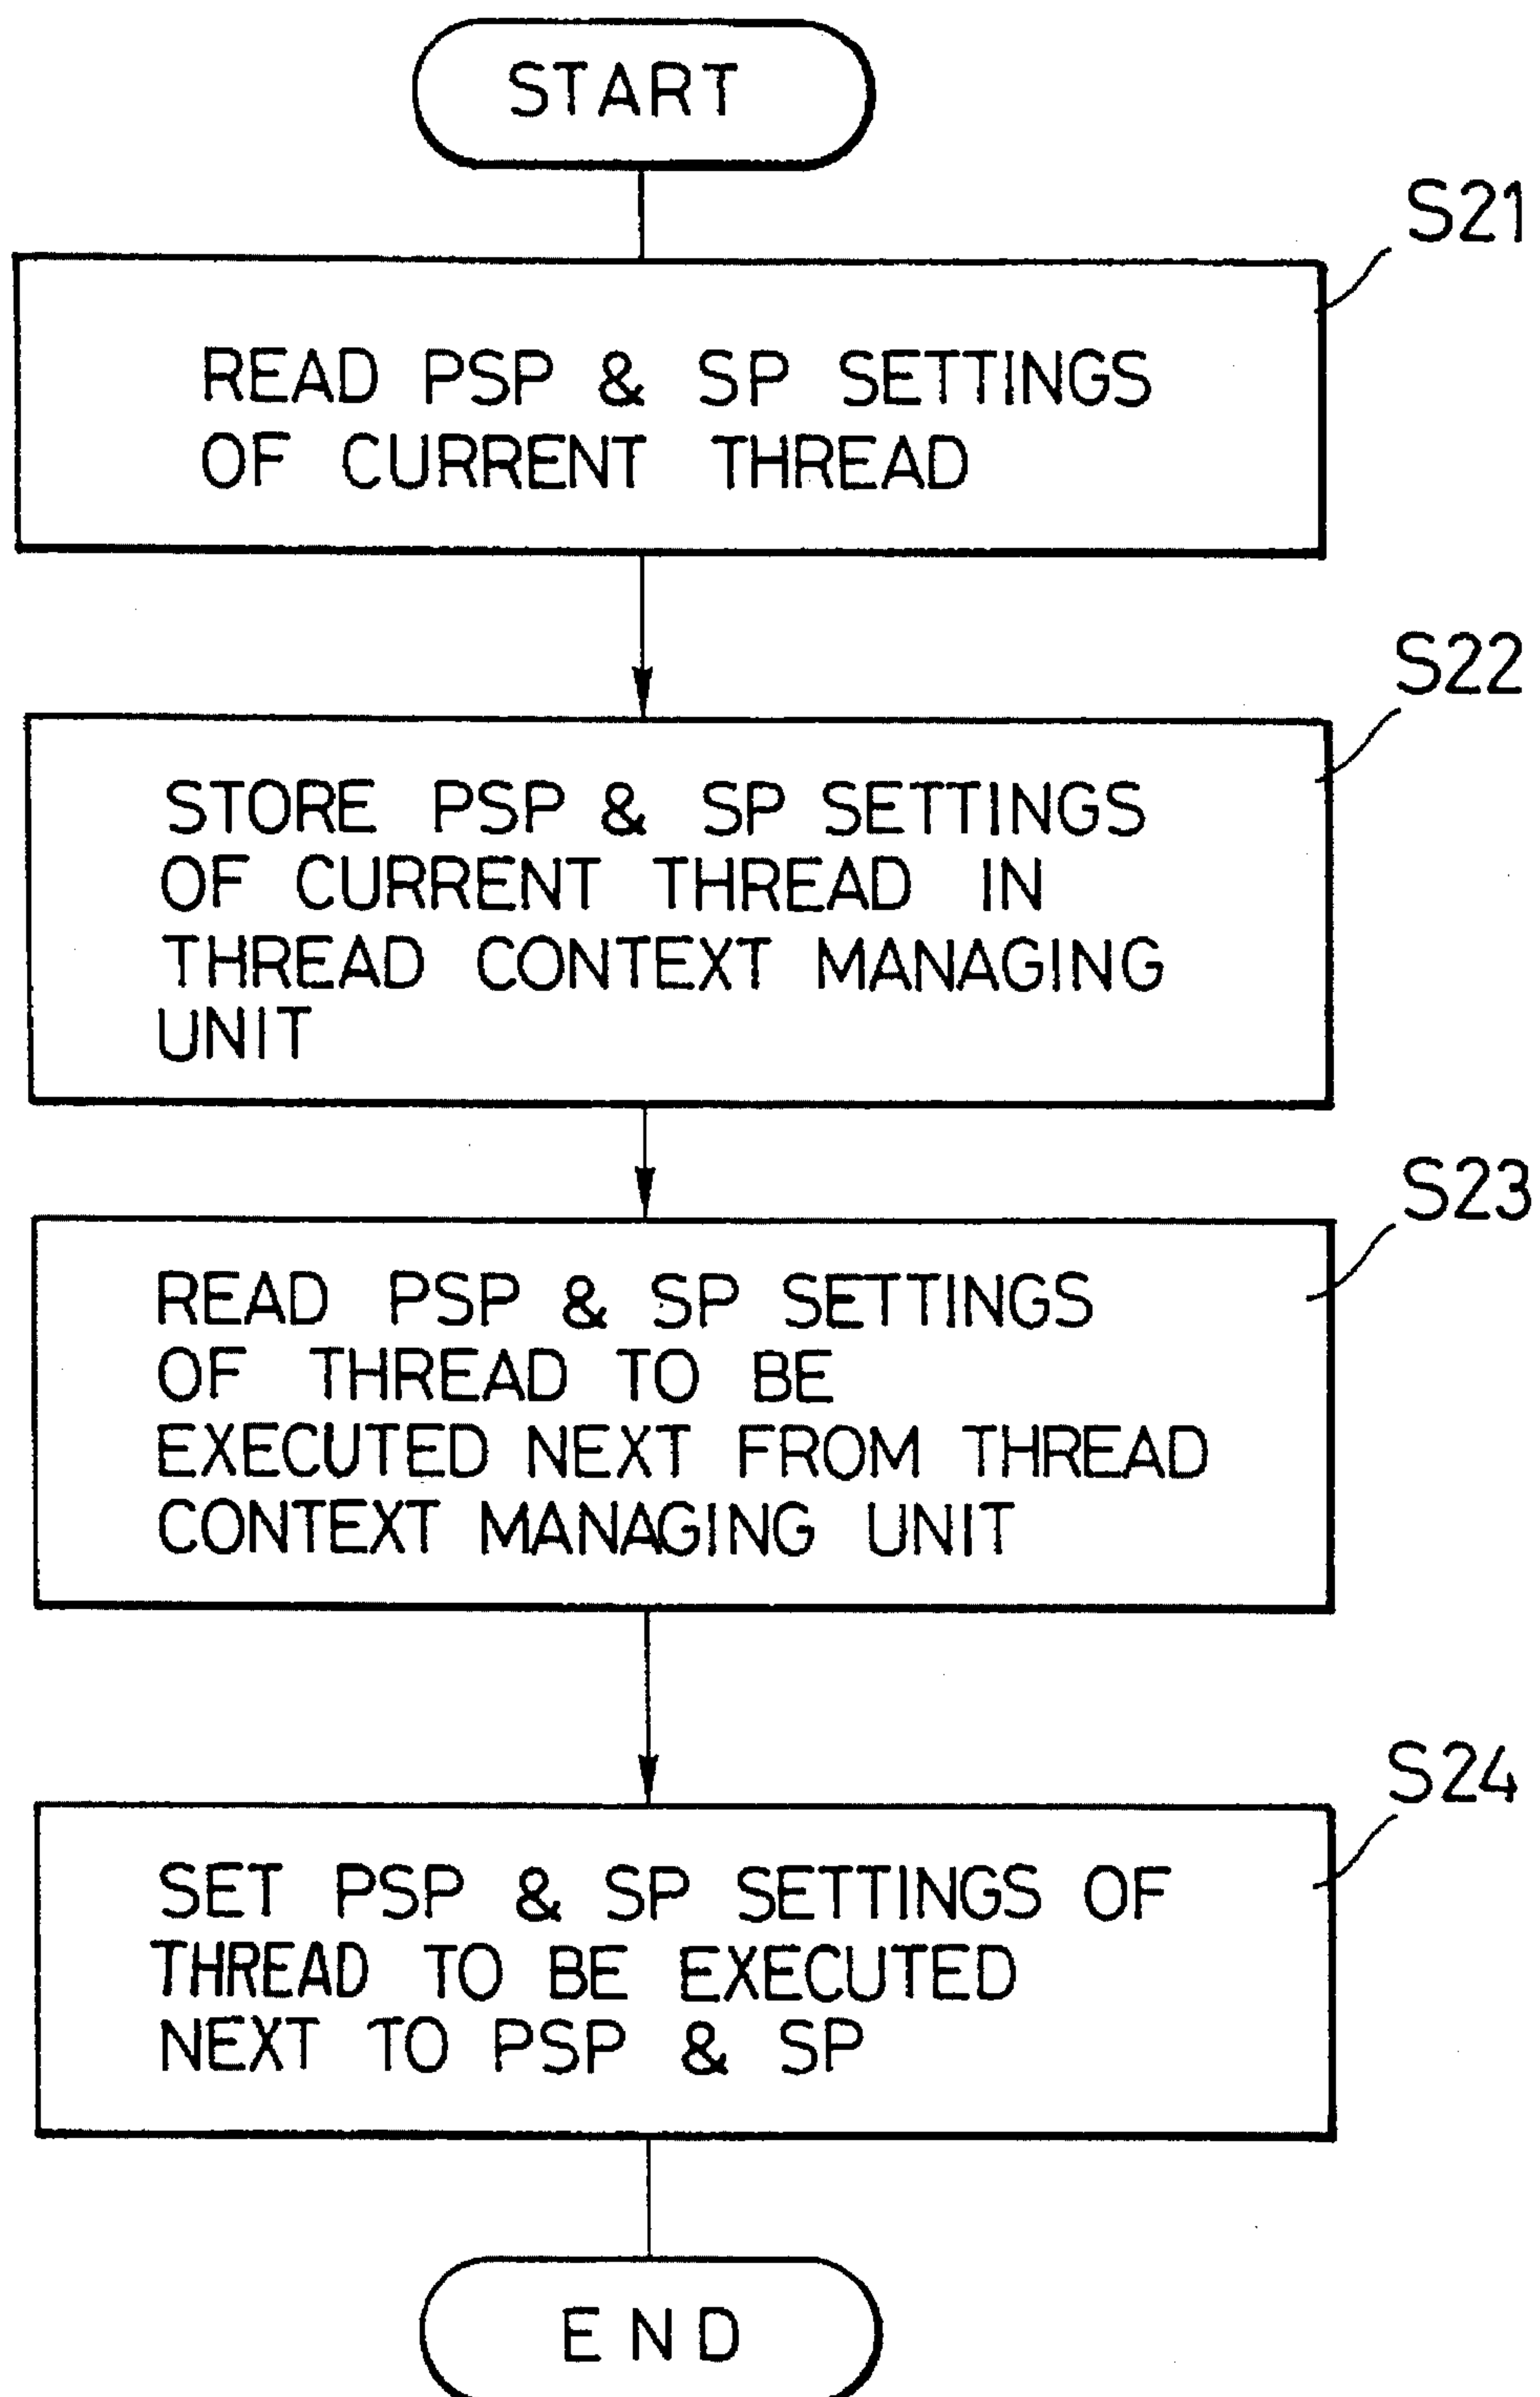 START
S21
READ PSP & SP SETTINGS
OF CURRENT THREAD
S22
STORE PSP & SP SETTINGS
OF CURRENT THREAD IN
THREAD CONTEXT MANAGING
UNIT
S23
READ PSP & SP SETTINGS
OF THREAD TO BE
EXECUTED NEXT FROM THREAD
CONTEXT MANAGING UNIT
S24
SET PSP & SP SETTINGS OF
THREAD TO BE EXECUTED
NEXT TO PSP & SP
END